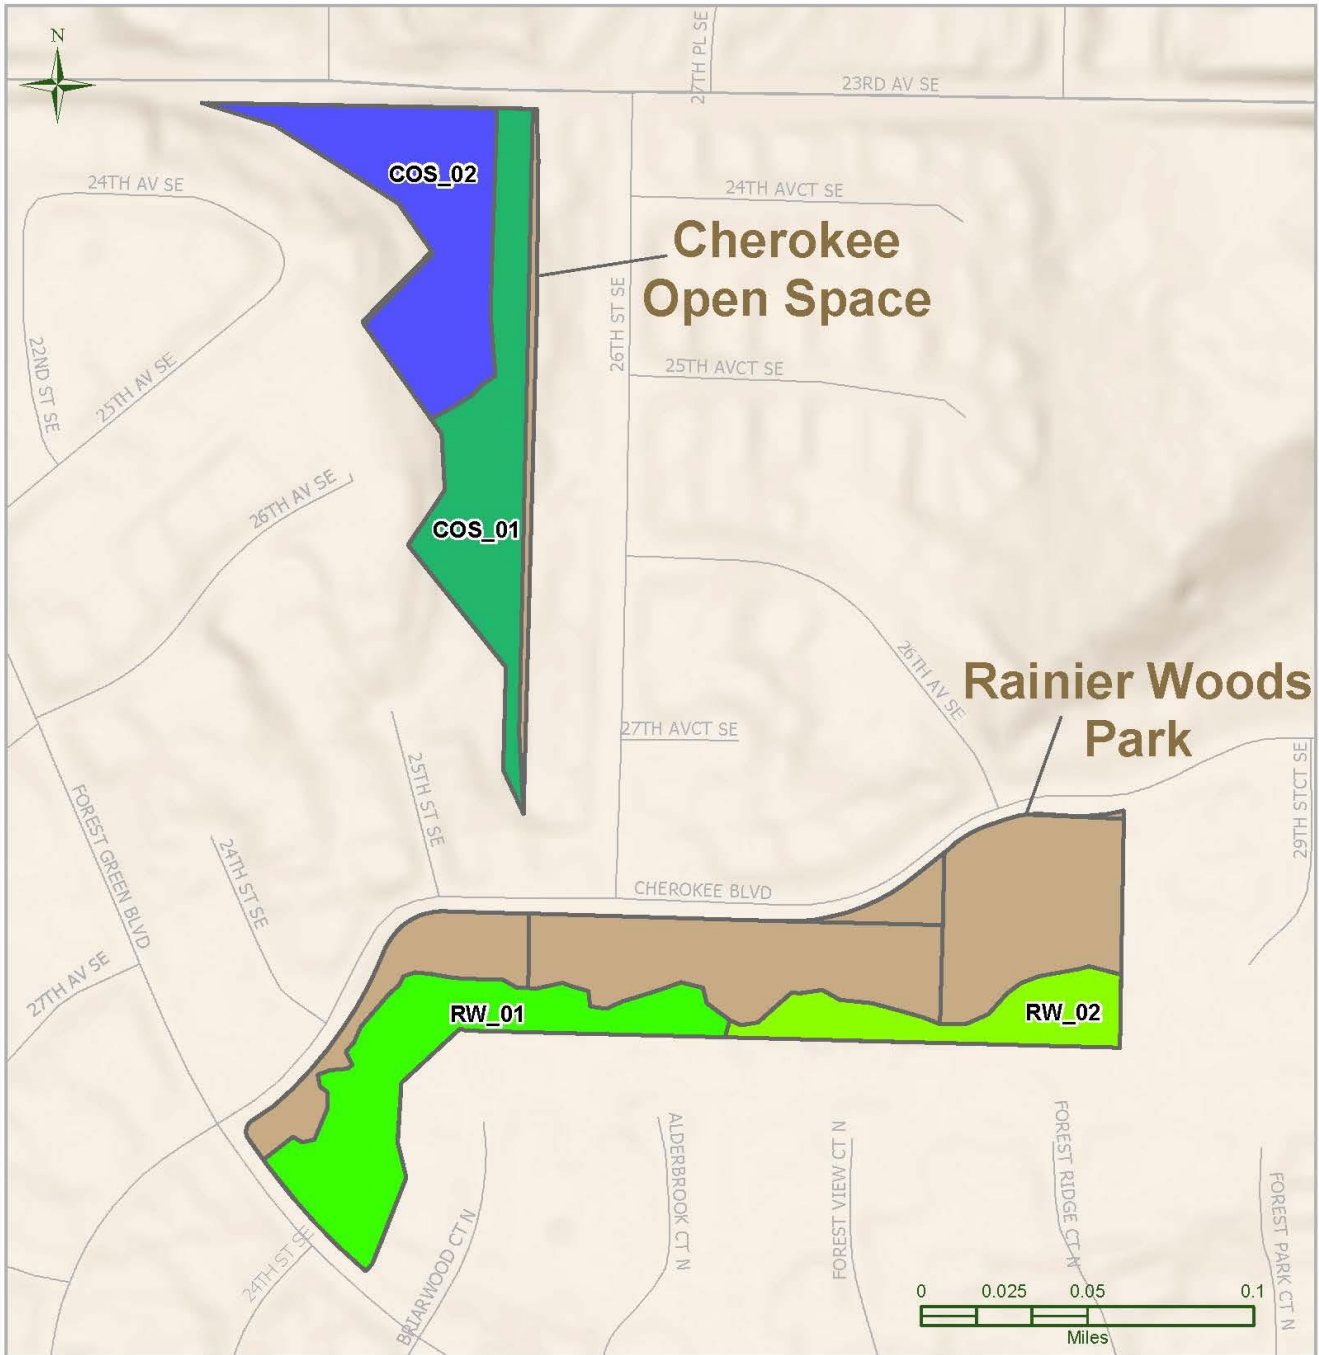 N
27TH PL SE
23RD AV SE
COS_02
24TH AV SE
24TH AVCT SE
Cherokee
Open Space
26TH ST SE
22ND ST SE
25TH AV SE
25TH AVCT SE
26TH AV SE
COS_01
26TH AV SE
Rainier Woods
Park
27TH AVCT SE
25TH ST SE
29TH STCT SE
FOREST GREEN BLVD
24TH ST SE
CHEROKEE BLVD
27TH AV SE
RW_01
RW_02
ALDERBROOK CT N
FOREST VIEW CT N
FOREST RIDGE CT N
FOREST PARK CT N
24TH ST SE
BRIARWOOD CT N
0 0.025 0.05 0.1
Miles